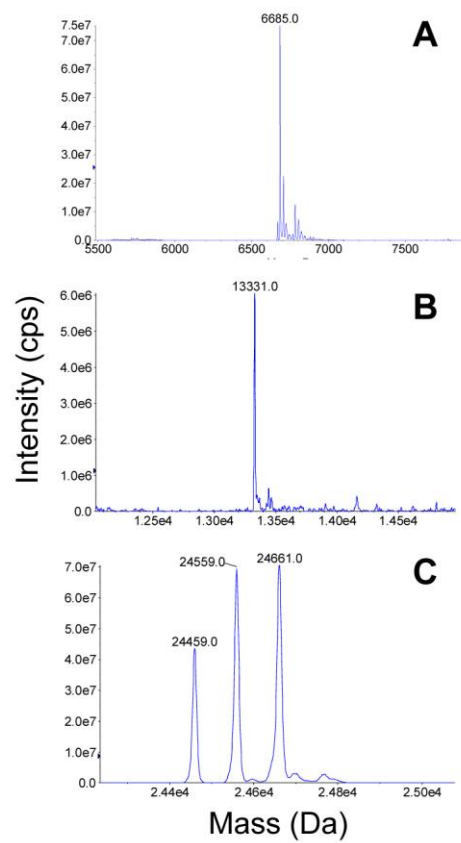 6685.0
A
7.5e7
7.0e7
6.0e7
5.0e7
4.0e7
3.0e7
2.0e7
1.0e7
0.0
5500 6000 6500 7000 7500
13331.0
B
6.0e6
5.0e6
4.0e6
3.0e6
2.0e6
1.0e6
0.0
1.25e4 1.30e4 1.35e4 1.40e4 1.45e4
Intensity (cps)
24559.0 24661.0
C
24459.0
7.0e7
6.0e7
5.0e7
4.0e7
3.0e7
2.0e7
1.0e7
0.0
2.44e4 2.46e4 2.48e4 2.50e4
Mass (Da)